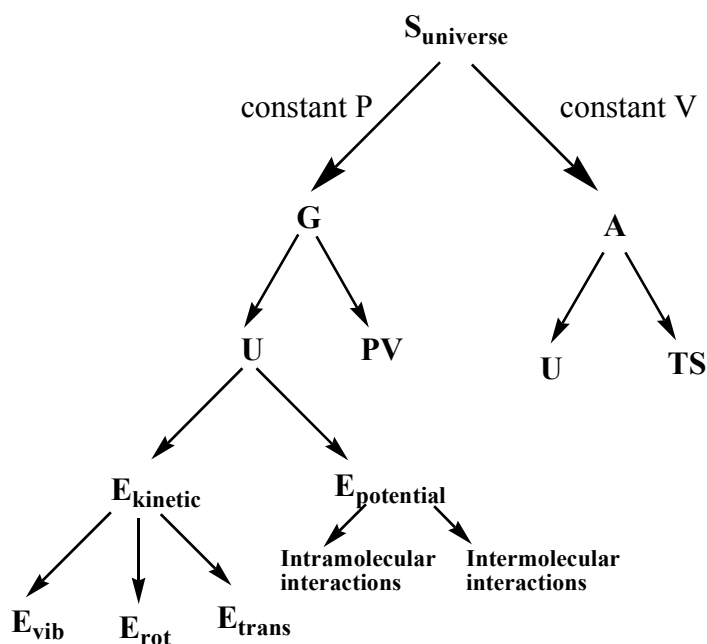 S_universe
constant P
constant V
G
A
U
PV
U
TS
E_kinetic
E_potential
Intramolecular
interactions
Intermolecular
interactions
E_vib
E_rot
E_trans